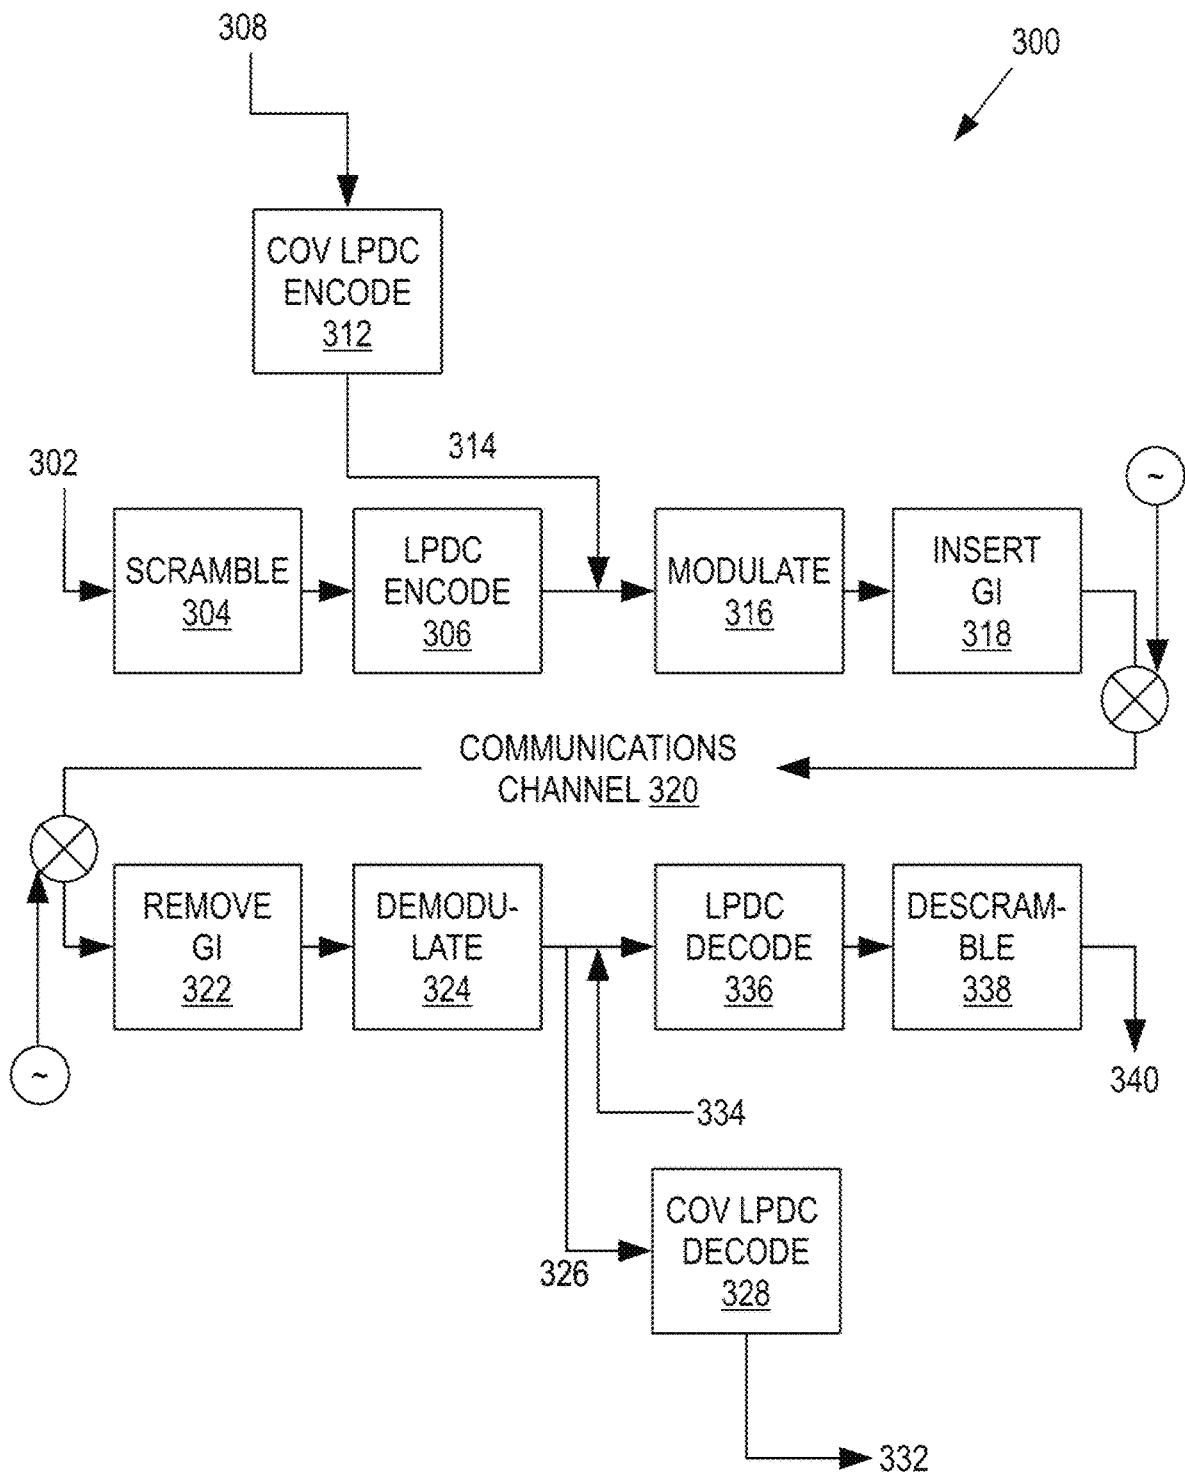 308
300
COV LPDC
ENCODE
312
314
302
~
SCRAMBLE
304
LPDC
ENCODE
306
MODULATE
316
INSERT
GI
318
COMMUNICATIONS
CHANNEL 320
REMOVE
GI
322
DEMODU-
LATE
324
LPDC
DECODE
336
DESCRAM-
BLE
338
~
340
334
COV LPDC
DECODE
328
326
332